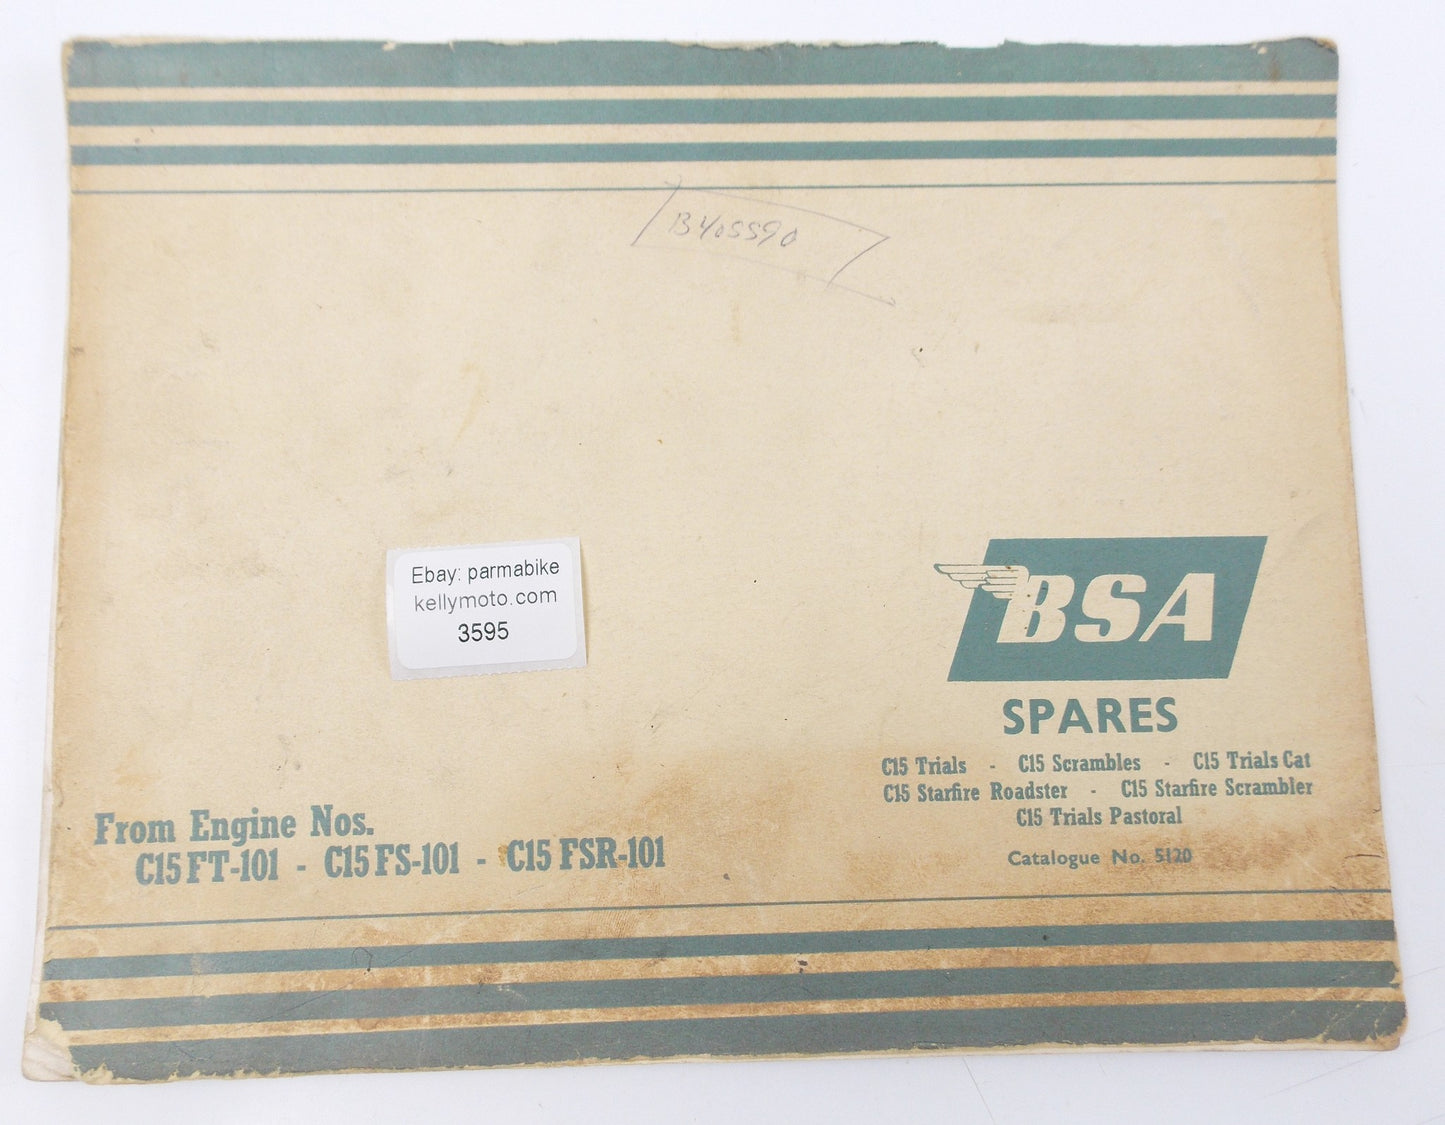 B40SS90
Ebay: parmabike
kellymoto.com
3595
BSA
SPARES
C15 Trials - C15 Scrambles - C15 Trials Cat
C15 Starfire Roadster - C15 Starfire Scrambler
C15 Trials Pastoral
Catalogue No. 5120
From Engine Nos.
C15 FT-101 - C15 FS-101 - C15 FSR-101